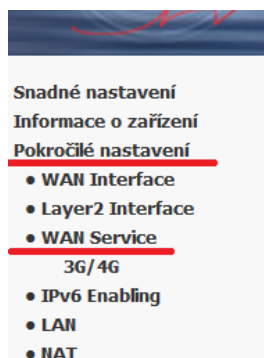 Snadné nastavení
Informace o zařízení
Pokročilé nastavení
● WAN Interface
● Layer2 Interface
● WAN Service
3G/4G
● IPv6 Enabling
● LAN
● NAT